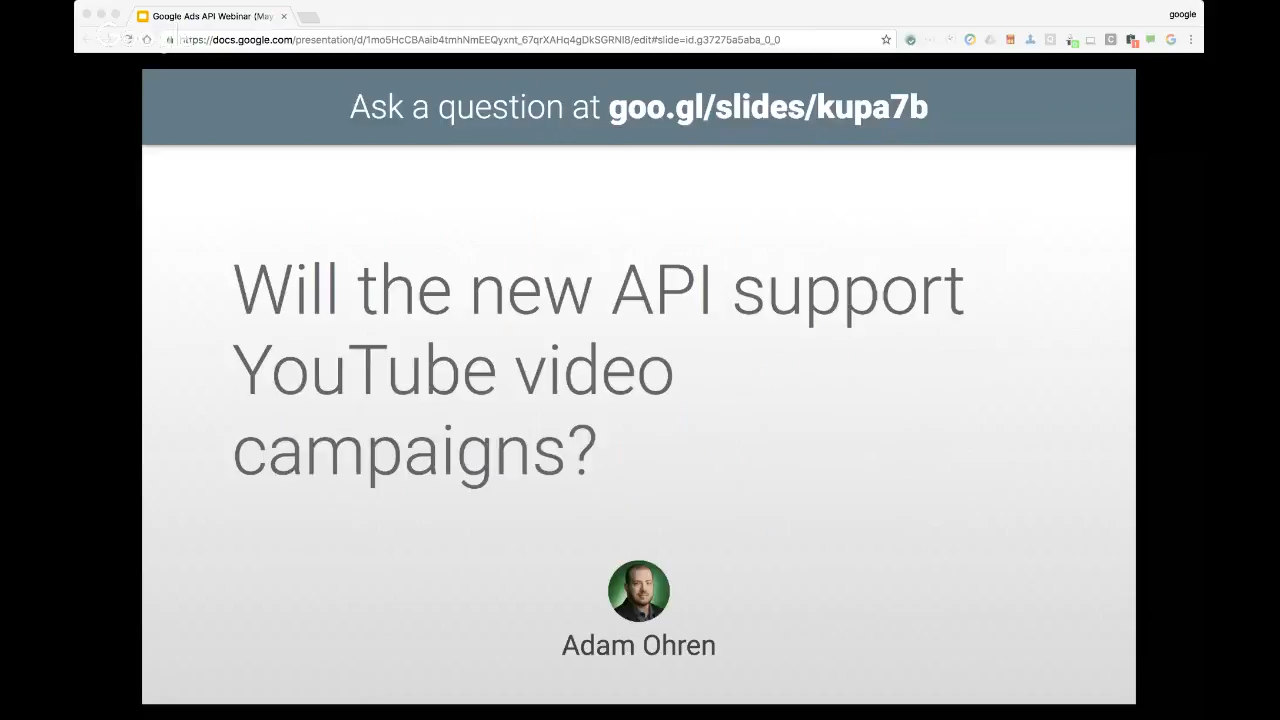 Google Ads API Webinar (May
google
https://docs.google.com/presentation/d/1mo5HcCBAaib4tmhNmEEQyxnt_67qrXAHq4gDkSGRNI8/edit#slide=id.g37275a5aba_0_0
Ask a question at goo.gl/slides/kupa7b
Will the new API support
YouTube video
campaigns?
Adam Ohren